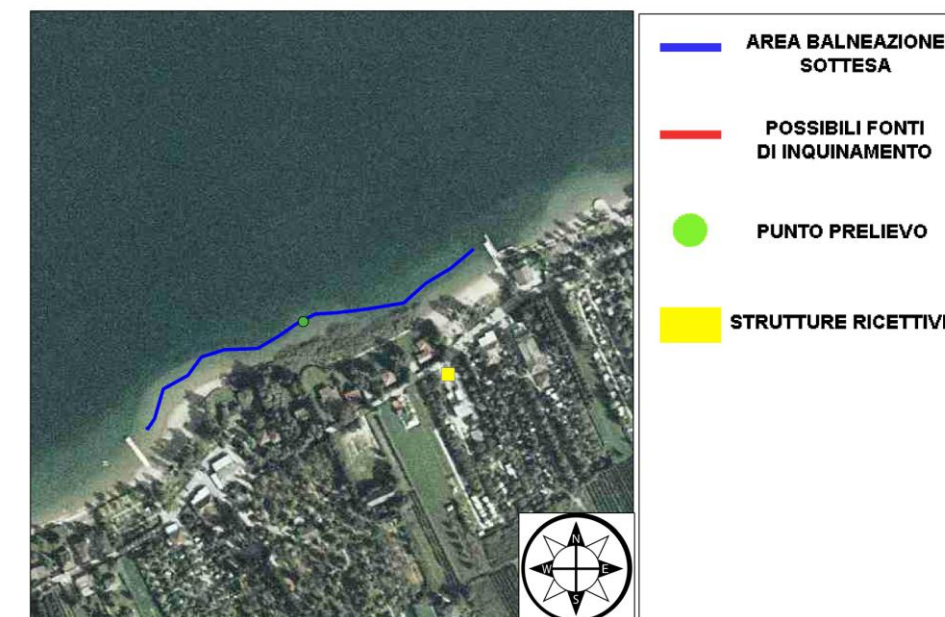 AREA BALNEAZIONE
SOTTESA
POSSIBILI FONTI
DI INQUINAMENTO
PUNTO PRELIEVO
STRUTTURE RICETTIVE
N
W
E
S